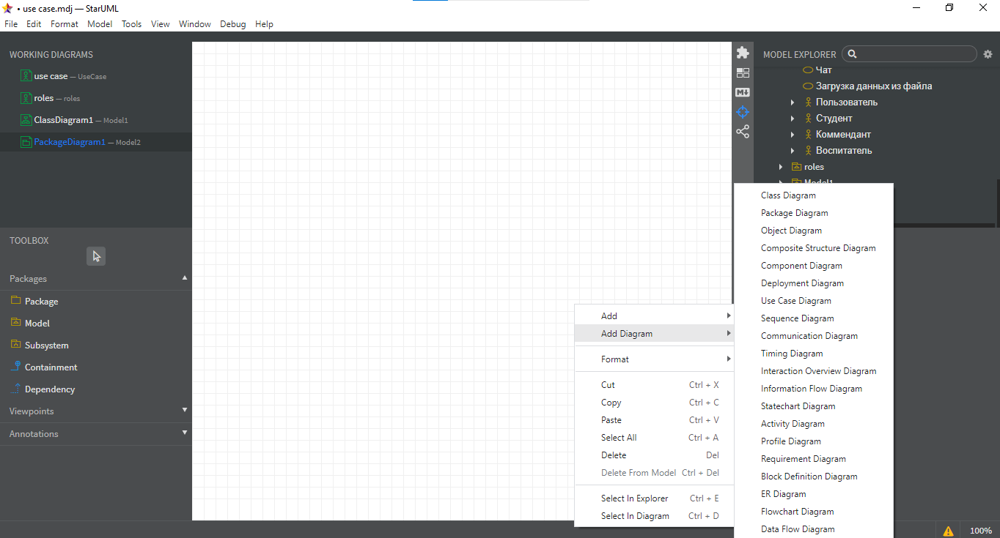 • use case.mdj — StarUML
File Edit Format Model Tools View Window Debug Help
WORKING DIAGRAMS
use case — UseCase
roles — roles
ClassDiagram1 — Model1
PackageDiagram1 — Model2
TOOLBOX
Packages
Package
Model
Subsystem
Containment
Dependency
Viewpoints
Annotations
M
MODEL EXPLORER
Чат
Загрузка данных из файла
Пользователь
Студент
Коммендант
Воспитатель
roles
Model1
Add
Add Diagram
Format
Cut Ctrl + X
Copy Ctrl + C
Paste Ctrl + V
Select All Ctrl + A
Delete Del
Delete From Model Ctrl + Del
Select In Explorer Ctrl + E
Select In Diagram Ctrl + D
Class Diagram
Package Diagram
Object Diagram
Composite Structure Diagram
Component Diagram
Deployment Diagram
Use Case Diagram
Sequence Diagram
Communication Diagram
Timing Diagram
Interaction Overview Diagram
Information Flow Diagram
Statechart Diagram
Activity Diagram
Profile Diagram
Requirement Diagram
Block Definition Diagram
ER Diagram
Flowchart Diagram
Data Flow Diagram
100%